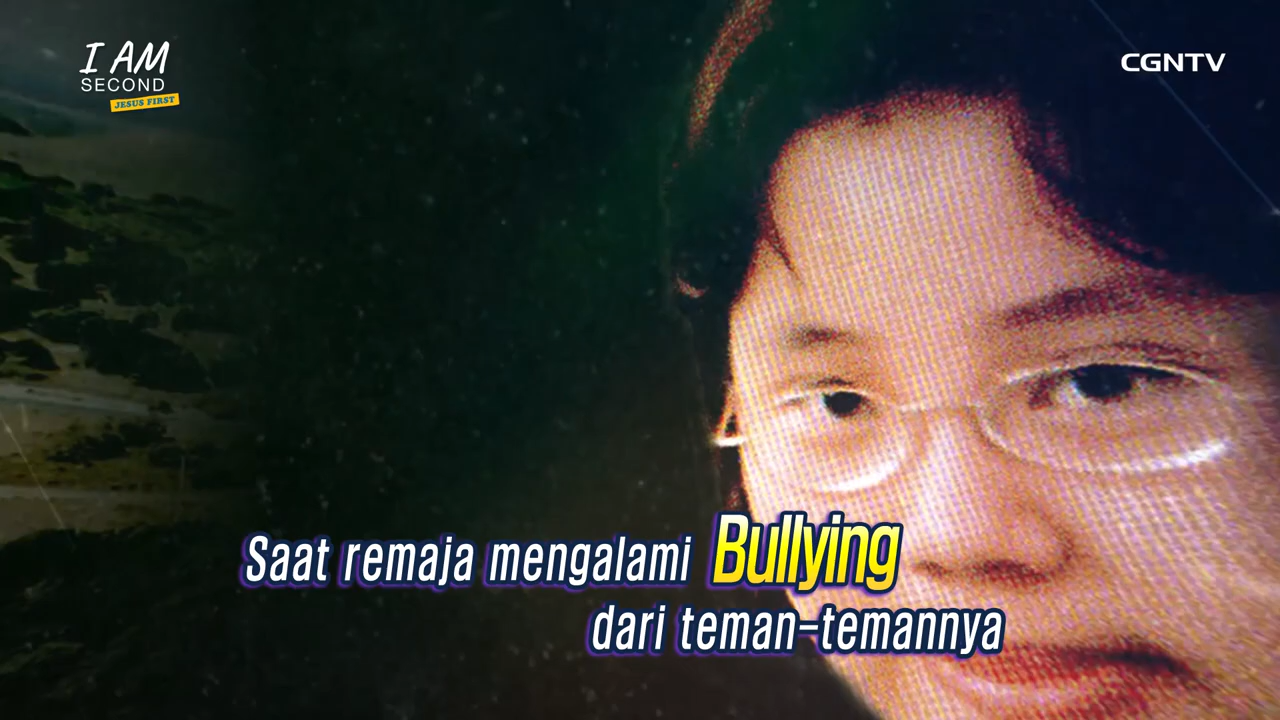 I AM
SECOND
JESUS FIRST
CGNTV
Saat remaja mengalami Bullying
dari teman-temannya